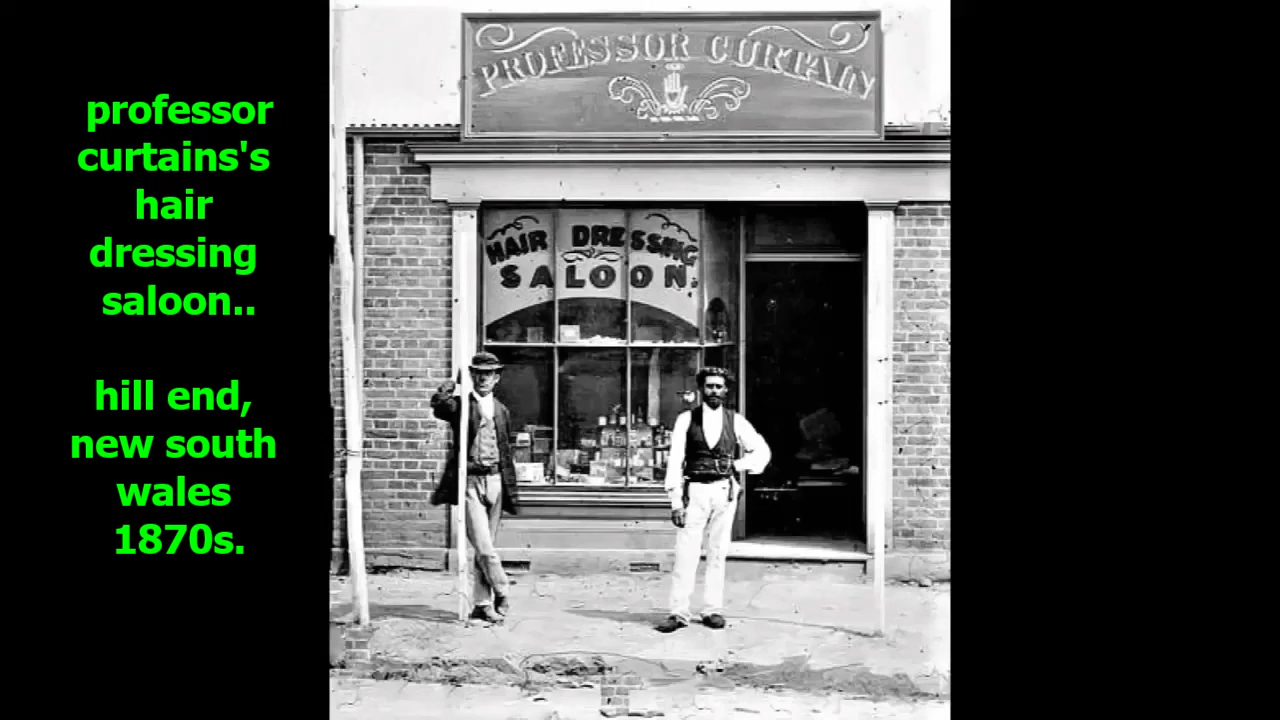 professor
curtains's
hair
dressing
saloon..
hill end,
new south
wales
1870s.
PROFESSOR CURTAIN
HAIR DRESSING
SALOON.